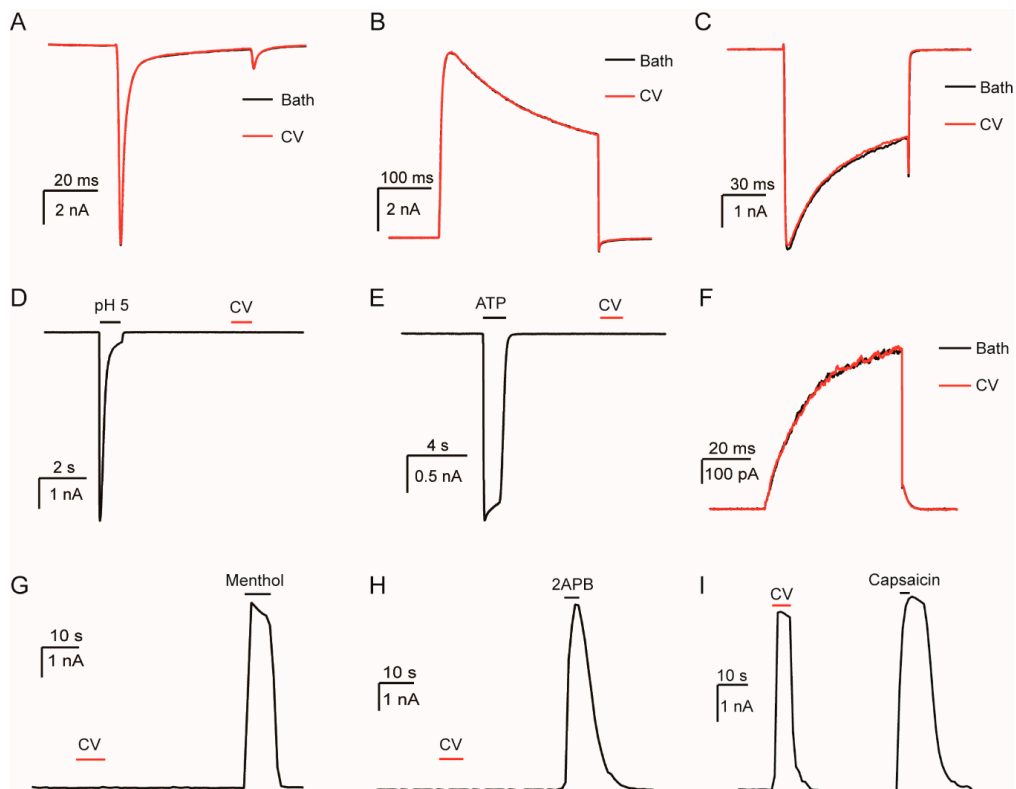 A
Bath
CV
20 ms
2 nA
B
Bath
CV
100 ms
2 nA
C
Bath
CV
30 ms
1 nA
D
pH 5
CV
2 s
1 nA
E
ATP
CV
4 s
0.5 nA
F
Bath
CV
20 ms
100 pA
G
Menthol
10 s
1 nA
CV
H
2APB
10 s
1 nA
CV
I
CV
Capsaicin
10 s
1 nA